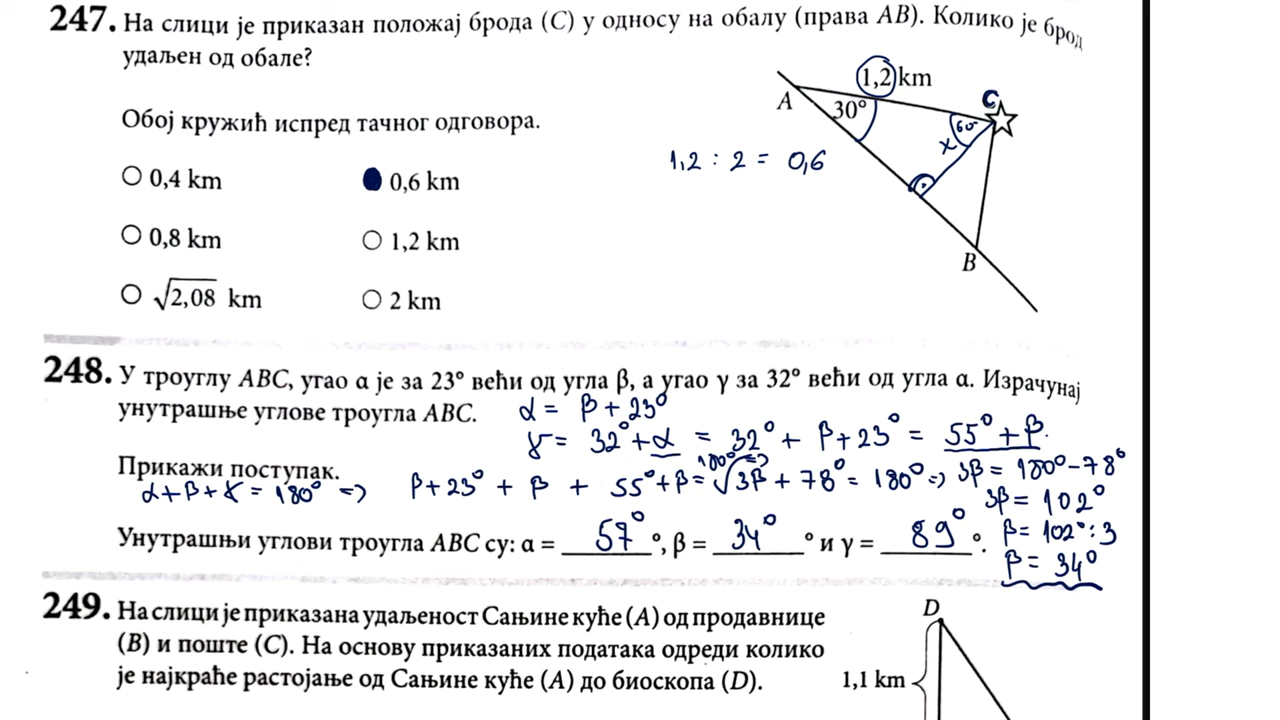 247. На слици је приказан положај брода (C) у односу на обалу (права AB). Колико је брод
удаљен од обале?
1,2 km
A
30°
C
60°
x
B
Обој кружић испред тачног одговора.
1,2 : 2 = 0,6
0,4 km
0,6 km
0,8 km
1,2 km
√2,08 km
2 km
248. У троуглу ABC, угао α је за 23° већи од угла β, а угао γ за 32° већи од угла α. Израчунај
унутрашње углове троугла ABC.
α = β + 23°
γ = 32° + α = 32° + β + 23° = 55° + β
Прикажи поступак.
α + β + γ = 180° => β + 23° + β + 55° + β = 180° => 3β + 78° = 180° => 3β = 180° - 78°
3β = 102°
β = 102° : 3
β = 34°
Унутрашњи углови троугла ABC су: α = 57° °, β = 34° ° и γ = 89° °.
249. На слици је приказана удаљеност Сањине куће (A) од продавнице
(B) и поште (C). На основу приказаних података одреди колико
је најкраће растојање од Сањине куће (A) до биоскопа (D).
D
1,1 km